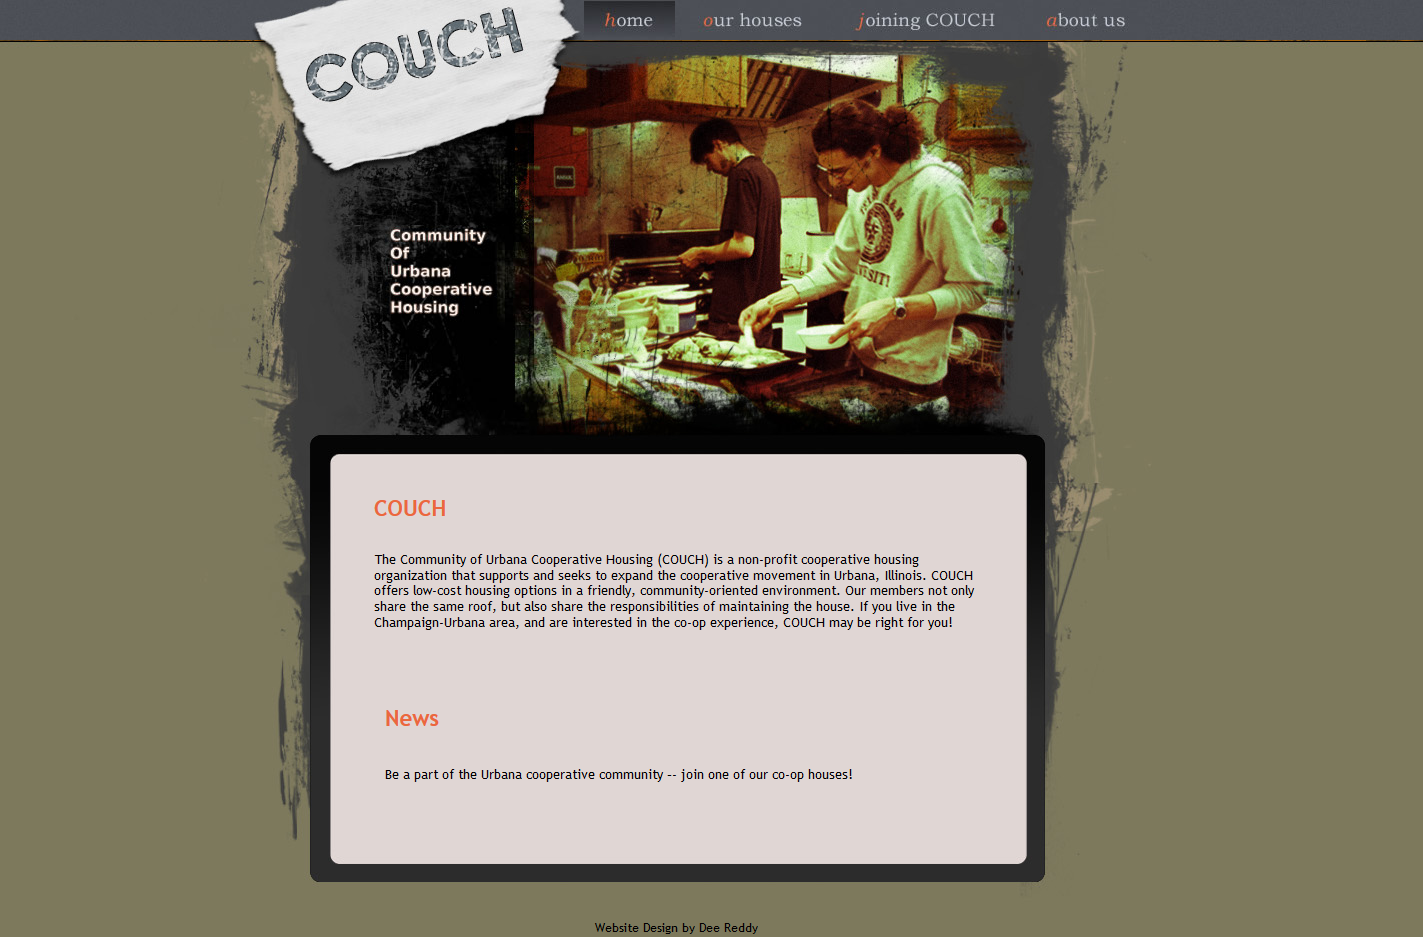 home our houses joining COUCH about us
COUCH
Community
Of
Urbana
Cooperative
Housing
COUCH
The Community of Urbana Cooperative Housing (COUCH) is a non-profit cooperative housing
organization that supports and seeks to expand the cooperative movement in Urbana, Illinois. COUCH
offers low-cost housing options in a friendly, community-oriented environment. Our members not only
share the same roof, but also share the responsibilities of maintaining the house. If you live in the
Champaign-Urbana area, and are interested in the co-op experience, COUCH may be right for you!
News
Be a part of the Urbana cooperative community -- join one of our co-op houses!
Website Design by Dee Reddy